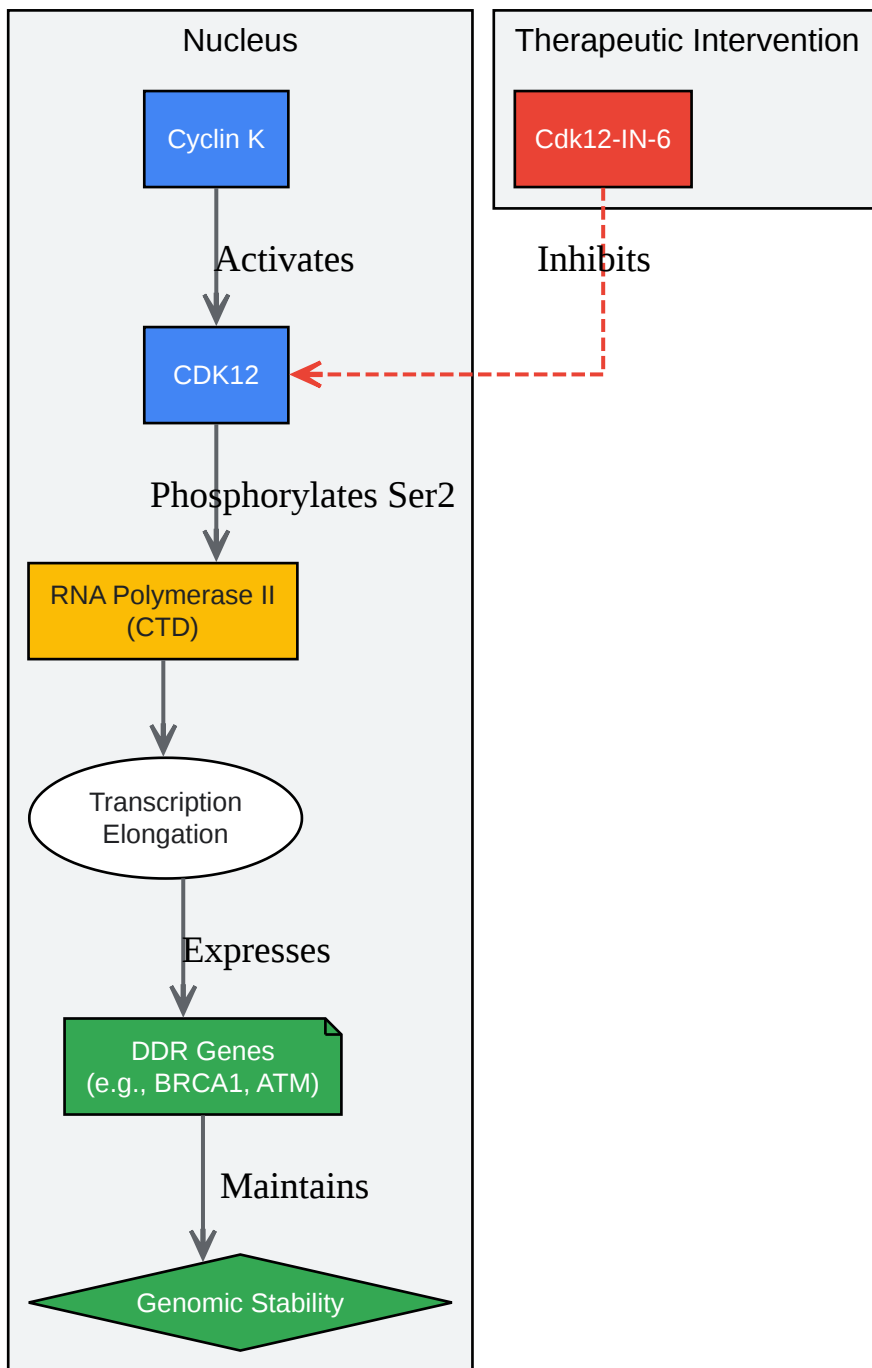 Nucleus
Therapeutic Intervention
Cyclin K
Cdk12-IN-6
Activates
Inhibits
CDK12
Phosphorylates Ser2
RNA Polymerase II
(CTD)
Transcription
Elongation
Expresses
DDR Genes
(e.g., BRCA1, ATM)
Maintains
Genomic Stability